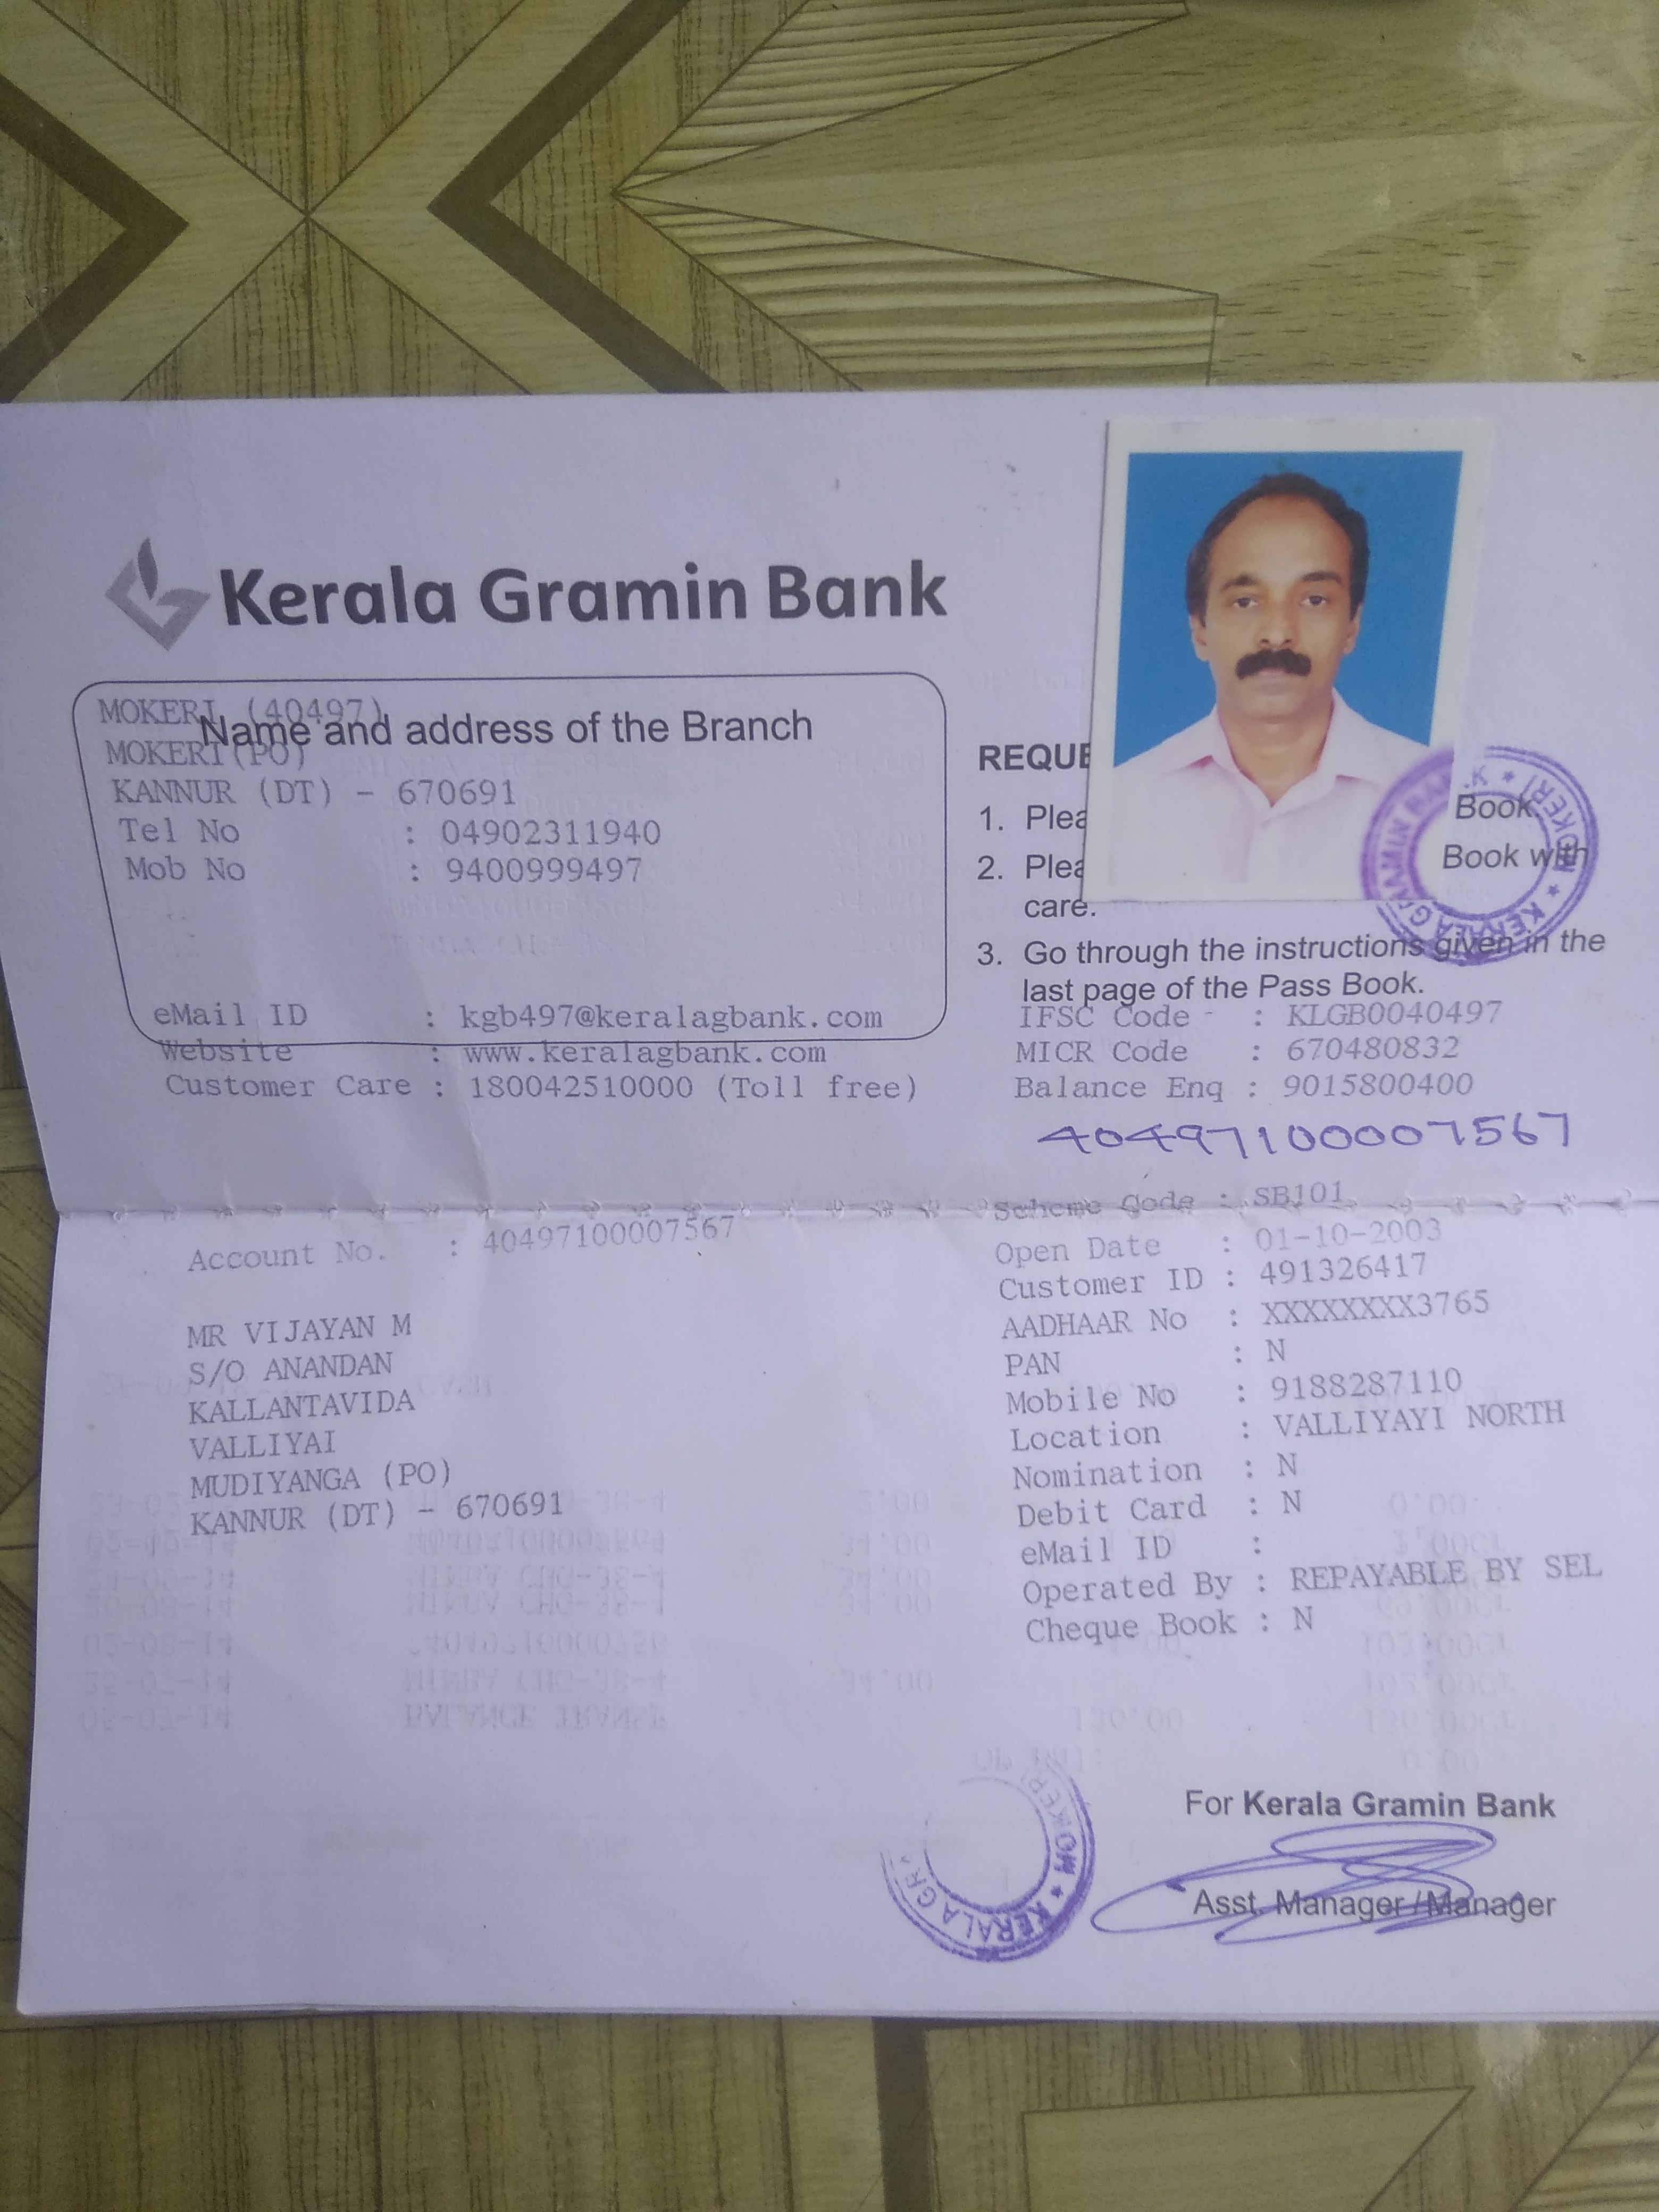 Kerala Gramin Bank
MOKERI (40497)
Name and address of the Branch
MOKERI(PO)
KANNUR (DT) - 670691
Tel No : 04902311940
Mob No : 9400999497
eMail ID : kgb497@keralagbank.com
Website : www.keralagbank.com
Customer Care : 180042510000 (Toll free)
1.
Book.
2.
Book with
care.
3. Go through the instructions given in the
last page of the Pass Book.
KERALA GRAMIN BANK ★ MOKERI ★
IFSC Code - : KLGB0040497
MICR Code : 670480832
Balance Enq : 9015800400
40497100007567
Account No. : 40497100007567
MR VIJAYAN M
S/O ANANDAN
KALLANTAVIDA
VALLIYAI
MUDIYANGA (PO)
KANNUR (DT) - 670691
Scheme Code : SB101
Open Date : 01-10-2003
Customer ID : 491326417
AADHAAR No : XXXXXXXX3765
PAN : N
Mobile No : 9188287110
Location : VALLIYAYI NORTH
Nomination : N
Debit Card : N
eMail ID :
Operated By : REPAYABLE BY SEL
Cheque Book : N
For Kerala Gramin Bank
Asst. Manager / Manager
MOKERI ★ KERALA GR